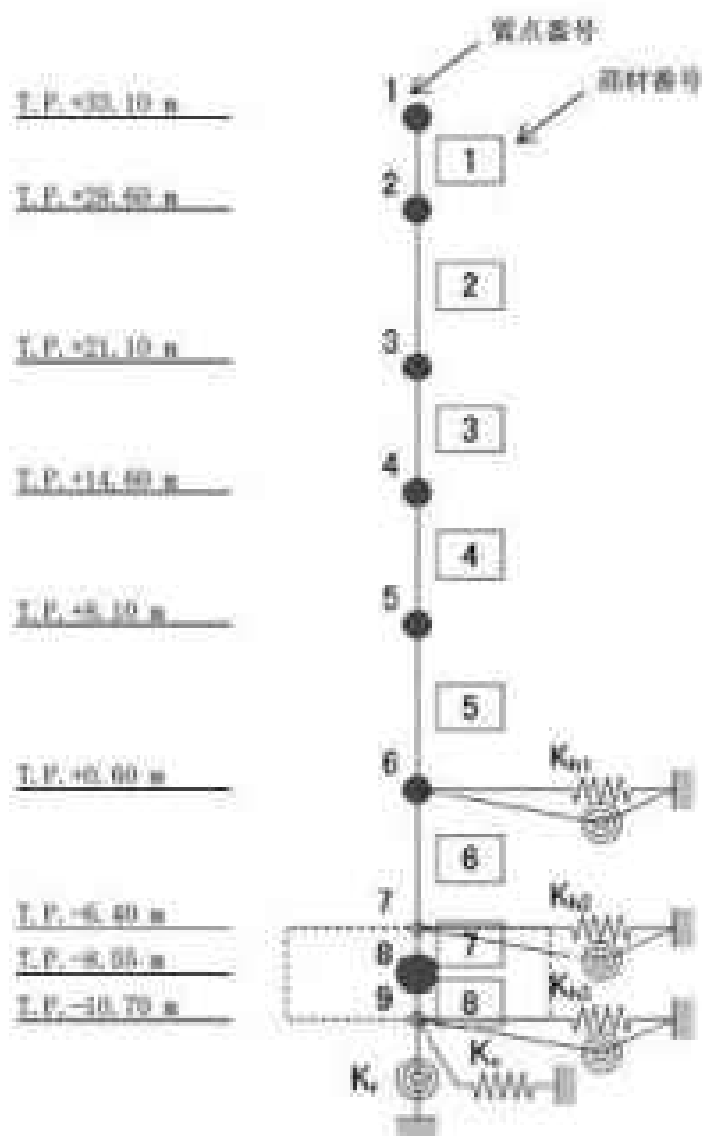 質点番号
部材番号
T.P.+33.10 m
1
1
T.P.+28.60 m
2
2
T.P.+21.10 m
3
3
T.P.+14.60 m
4
4
T.P.+8.10 m
5
5
T.P.+0.60 m
6
Kh1
6
T.P.-6.40 m
7
Kh2
7
T.P.-8.55 m
8
T.P.-10.70 m
9
8
Kh3
Kr
Ks